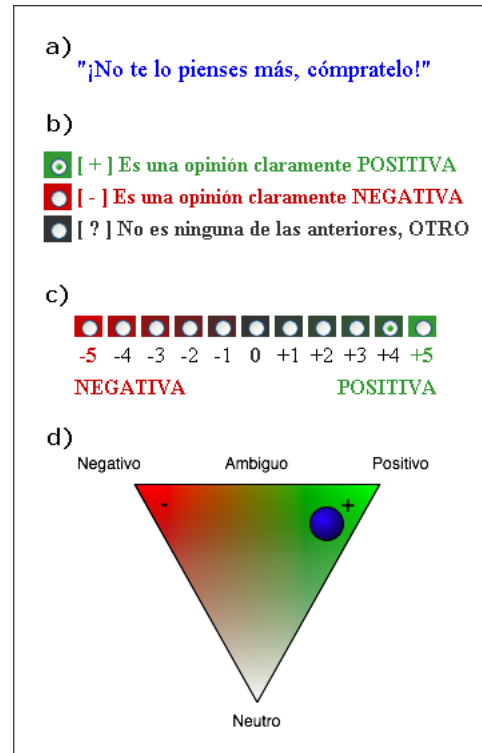 a)
"¡No te lo pienses más, cómpratelo!"
b)
[ + ] Es una opinión claramente POSITIVA
[ - ] Es una opinión claramente NEGATIVA
[ ? ] No es ninguna de las anteriores, OTRO
c)
-5 -4 -3 -2 -1 0 +1 +2 +3 +4 +5
NEGATIVA POSITIVA
d)
Negativo Ambiguo Positivo
- +
Neutro